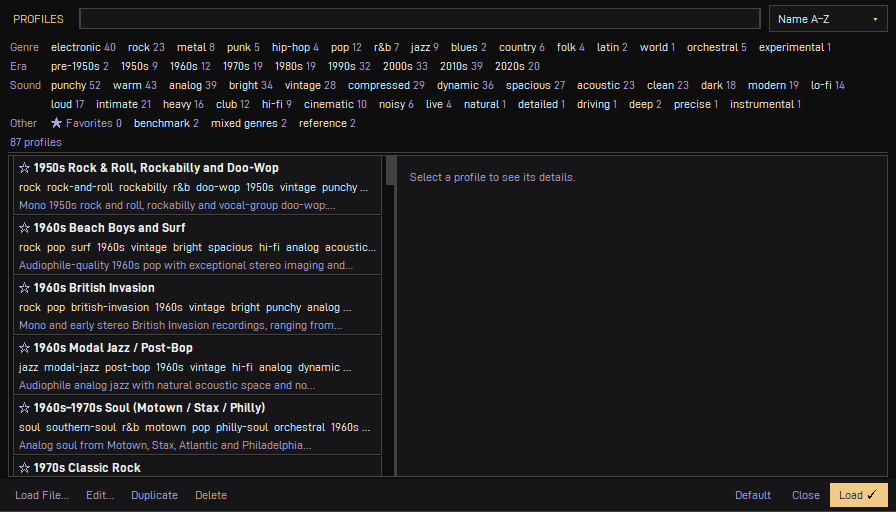 PROFILES Name A–Z
Genre electronic 40 rock 23 metal 8 punk 5 hip-hop 4 pop 12 r&b 7 jazz 9 blues 2 country 6 folk 4 latin 2 world 1 orchestral 5 experimental 1
Era pre-1950s 2 1950s 9 1960s 12 1970s 19 1980s 19 1990s 32 2000s 33 2010s 39 2020s 20
Sound punchy 52 warm 43 analog 39 bright 34 vintage 28 compressed 29 dynamic 36 spacious 27 acoustic 23 clean 23 dark 18 modern 19 lo-fi 14
loud 17 intimate 21 heavy 16 club 12 hi-fi 9 cinematic 10 noisy 6 live 4 natural 1 detailed 1 driving 1 deep 2 precise 1 instrumental 1
Other ★ Favorites 0 benchmark 2 mixed genres 2 reference 2
87 profiles
☆ 1950s Rock & Roll, Rockabilly and Doo-Wop
rock rock-and-roll rockabilly r&b doo-wop 1950s vintage punchy ...
Mono 1950s rock and roll, rockabilly and vocal-group doo-wop:...
Select a profile to see its details.
☆ 1960s Beach Boys and Surf
rock pop surf 1960s vintage bright spacious hi-fi analog acoustic...
Audiophile-quality 1960s pop with exceptional stereo imaging and...
☆ 1960s British Invasion
rock pop british-invasion 1960s vintage bright punchy analog ...
Mono and early stereo British Invasion recordings, ranging from...
☆ 1960s Modal Jazz / Post-Bop
jazz modal-jazz post-bop 1960s vintage hi-fi analog dynamic ...
Audiophile analog jazz with natural acoustic space and no...
☆ 1960s–1970s Soul (Motown / Stax / Philly)
soul southern-soul r&b motown pop philly-soul orchestral 1960s ...
Analog soul from Motown, Stax, Atlantic and Philadelphia...
☆ 1970s Classic Rock
Load File... Edit... Duplicate Delete Default Close Load ✓